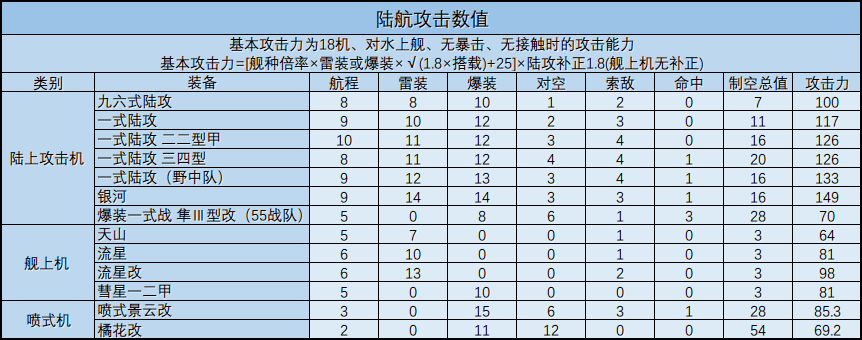 陆航攻击数值
基本攻击力为18机、对水上舰、无暴击、无接触时的攻击能力
基本攻击力=[舰种倍率×雷装或爆装×√(1.8×搭载)+25]×陆攻补正1.8(舰上机无补正)
类别 装备 航程 雷装 爆装 对空 索敌 命中 制空总值 攻击力
陆上攻击机
九六式陆攻 8 8 10 1 2 0 7 100
一式陆攻 9 10 12 2 3 0 11 117
一式陆攻 二二型甲 10 11 12 3 4 0 16 126
一式陆攻 三四型 8 11 12 4 4 1 20 126
一式陆攻（野中队） 9 12 13 3 4 1 16 133
银河 9 14 14 3 3 1 16 149
爆装一式战 隼Ⅲ型改（55战队） 5 0 8 6 1 3 28 70
舰上机
天山 5 7 0 0 1 0 3 64
流星 6 10 0 0 1 0 3 81
流星改 6 13 0 0 2 0 3 98
彗星一二甲 5 0 10 0 0 0 3 81
喷式机
喷式景云改 3 0 15 6 3 1 28 85.3
橘花改 2 0 11 12 0 0 54 69.2